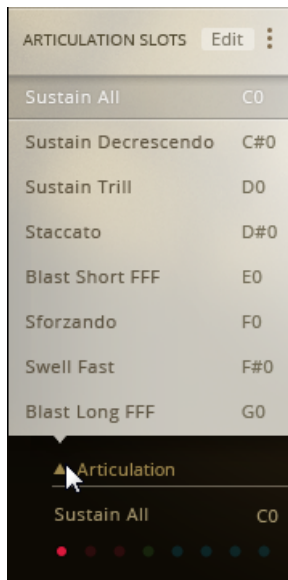 ARTICULATION SLOTS Edit
Sustain All C0
Sustain Decrescendo C#0
Sustain Trill D0
Staccato D#0
Blast Short FFF E0
Sforzando F0
Swell Fast F#0
Blast Long FFF G0
Articulation
Sustain All C0